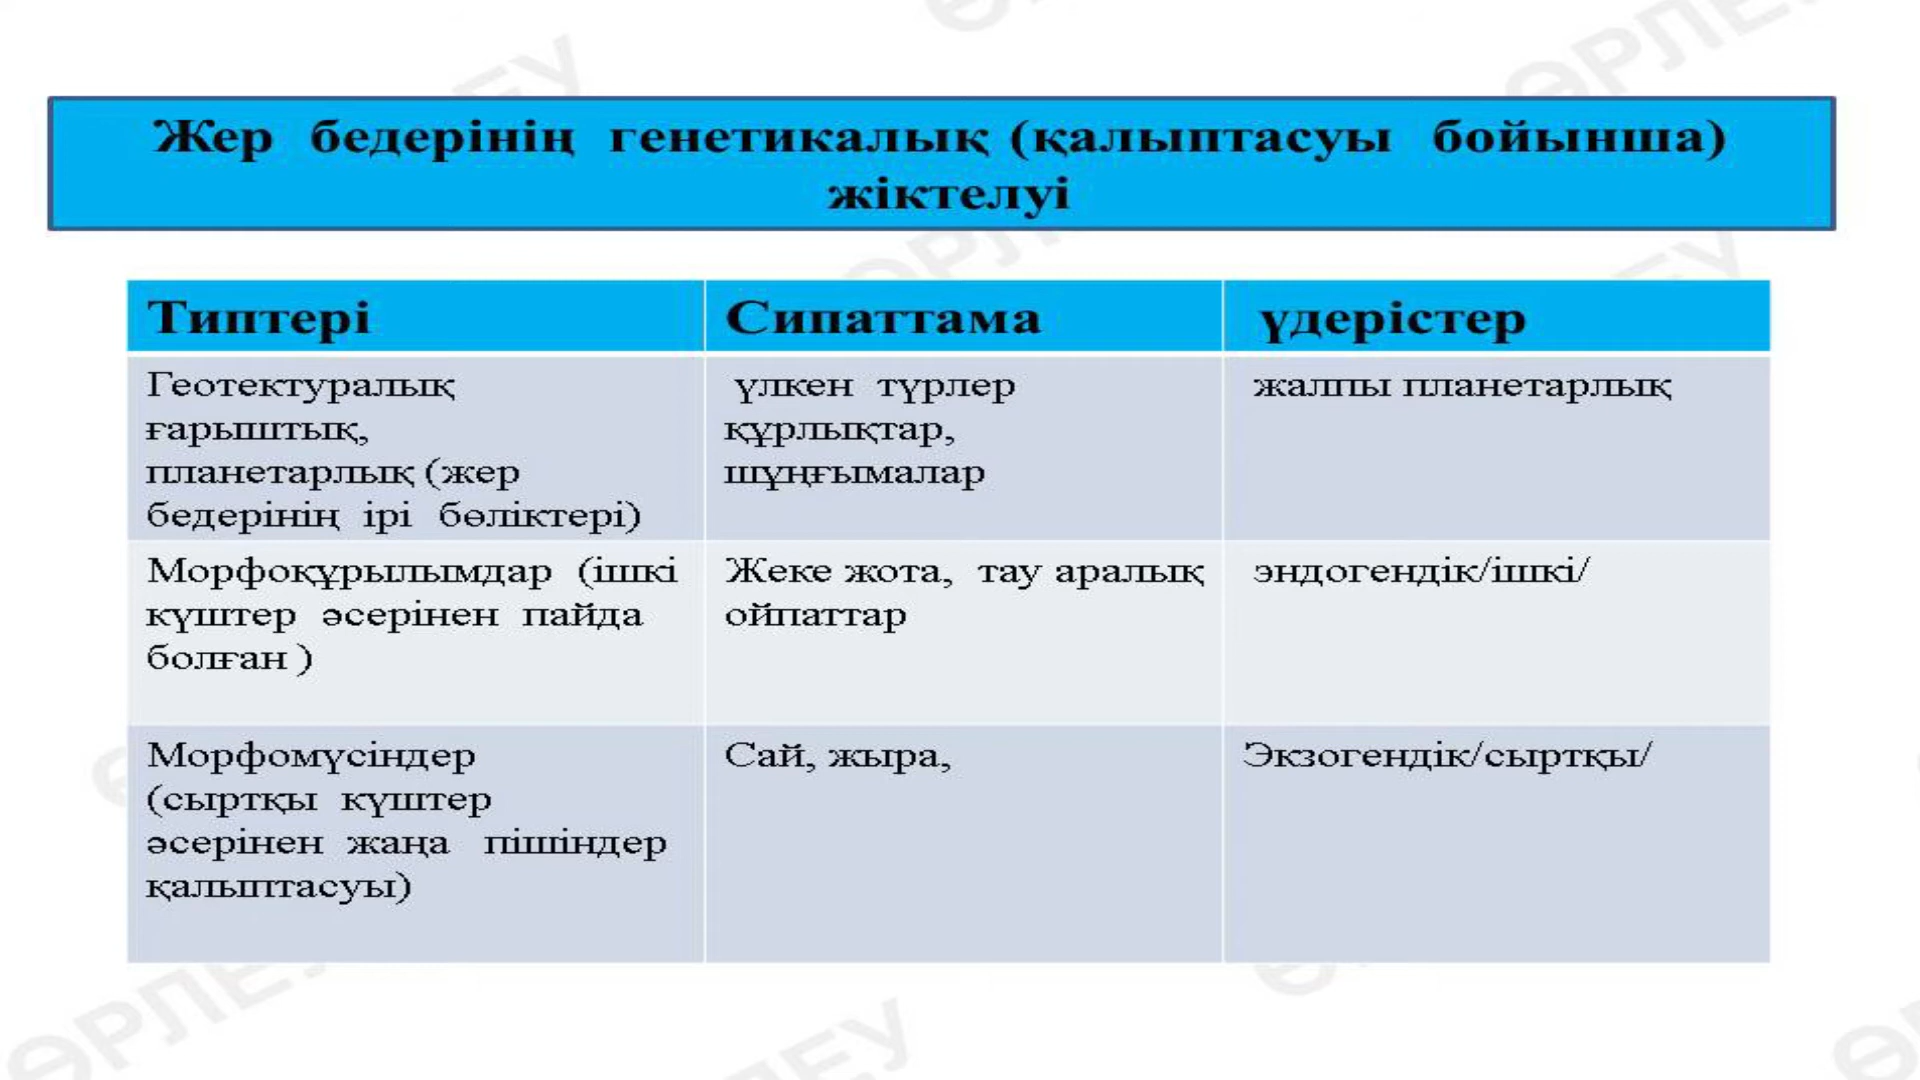 Жер бедерінің генетикалық (қалыптасуы бойынша)
жіктелуі
Типтері
Сипаттама
үдерістер
Геотектуралық
ғарыштық,
планетарлық (жер
бедерінің ірі бөліктері)
үлкен түрлер
құрлықтар,
шұңғымалар
жалпы планетарлық
Морфоқұрылымдар (ішкі
күштер әсерінен пайда
болған )
Жеке жота, тау аралық
ойпаттар
эндогендік/ішкі/
Морфомүсіндер
(сыртқы күштер
әсерінен жаңа пішіндер
қалыптасуы)
Сай, жыра,
Экзогендік/сыртқы/